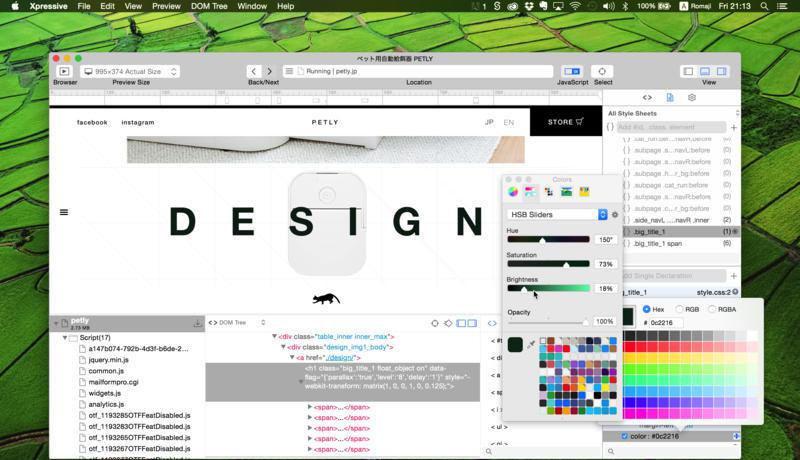 Xpressive File Edit View Preview DOM Tree Window Help
1 S 100% A Romaji Fri 21:13
ペット用自動給餌器 PETLY
995×374 Actual Size
Running | petly.jp
Browser Preview Size Back/Next Location JavaScript Select View
facebook instagram PETLY JP EN STORE
DESIGN
All Style Sheets
{ } Add #id, .class, element +
{ } .cat_run:before (0)
{ } .subpage .s...navL:before (0)
{ } .subpage .s...navR:before (0)
{ } .subpage .h...r_bg:before (0)
{ } .subpage .cat_run:before (0)
{ } .subpage .s...navR:before (0)
{ } .side_navL ....navR .inner (2)
{ } .big_title_1 (1)
{ } .big_title_1 span (6)
Add Single Declaration +
style.css:2
Colors
HSB Sliders
Hue
150°
Saturation
73%
Brightness
18%
Opacity
100%
Hex RGB RGBA
# 0c2216
color: #0c2216
petly
2.73 MB
Script(17)
a147b074-792b-4d3f-b6de-2...
jquery.min.js
common.js
mailformpro.cgi
widgets.js
analytics.js
otf_1193285OTFFeatDisabled.js
otf_1193265OTFFeatDisabled.js
otf_1193267OTFFeatDisabled.js
<> DOM Tree
<div class="table_inner inner_max">
<div class="design_img1_body">
<a href="./design/">
<h1 class="big_title_1 float_object on" data-
flag="{'parallax':'true','level':'8','delay':'1'}" style="-
webkit-transform: matrix(1, 0, 0, 1, 0, 0.125);">
<span>...</span>
<span>...</span>
<span>...</span>
<span>...</span>
<span>...</span>